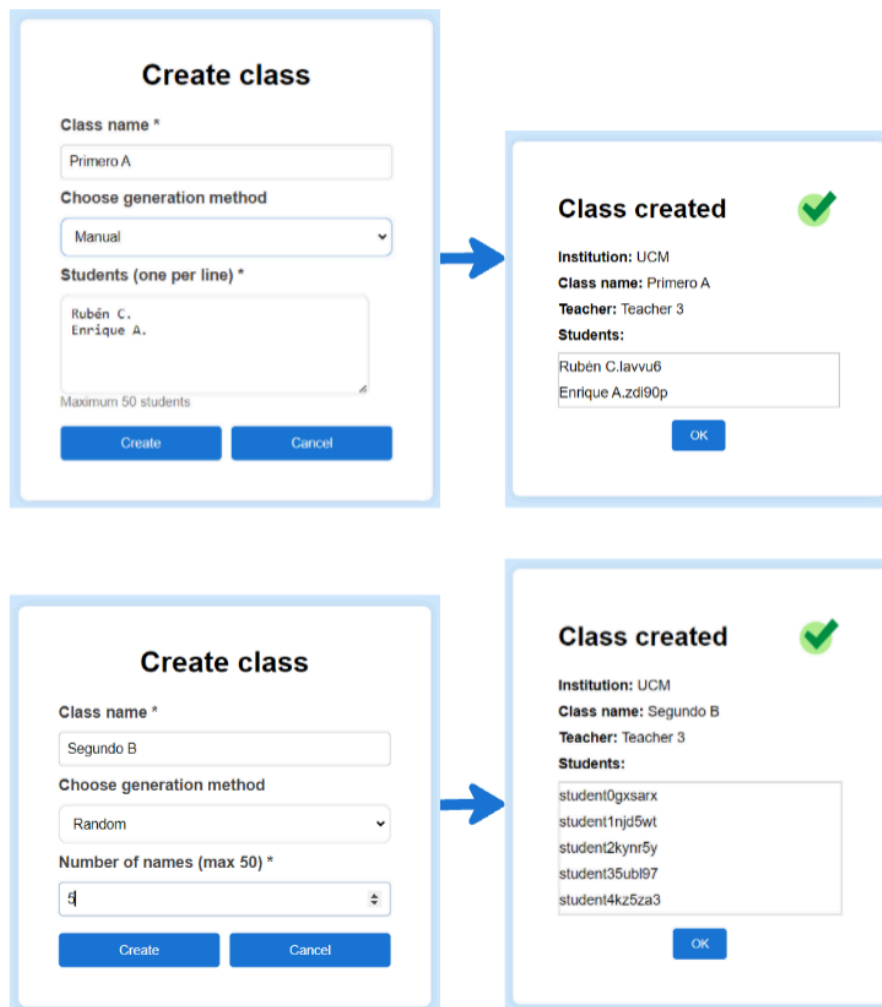 Create class
Class name *
Primero A
Choose generation method
Manual
Students (one per line) *
Rubén C.
Enrique A.
Maximum 50 students
Create
Cancel
Class created
Institution: UCM
Class name: Primero A
Teacher: Teacher 3
Students:
Rubén C.lavvu6
Enrique A.zdl90p
OK
Create class
Class name *
Segundo B
Choose generation method
Random
Number of names (max 50) *
5
Create
Cancel
Class created
Institution: UCM
Class name: Segundo B
Teacher: Teacher 3
Students:
student0gxsarx
student1njd5wt
student2kynr5y
student35ubl97
student4kz5za3
OK